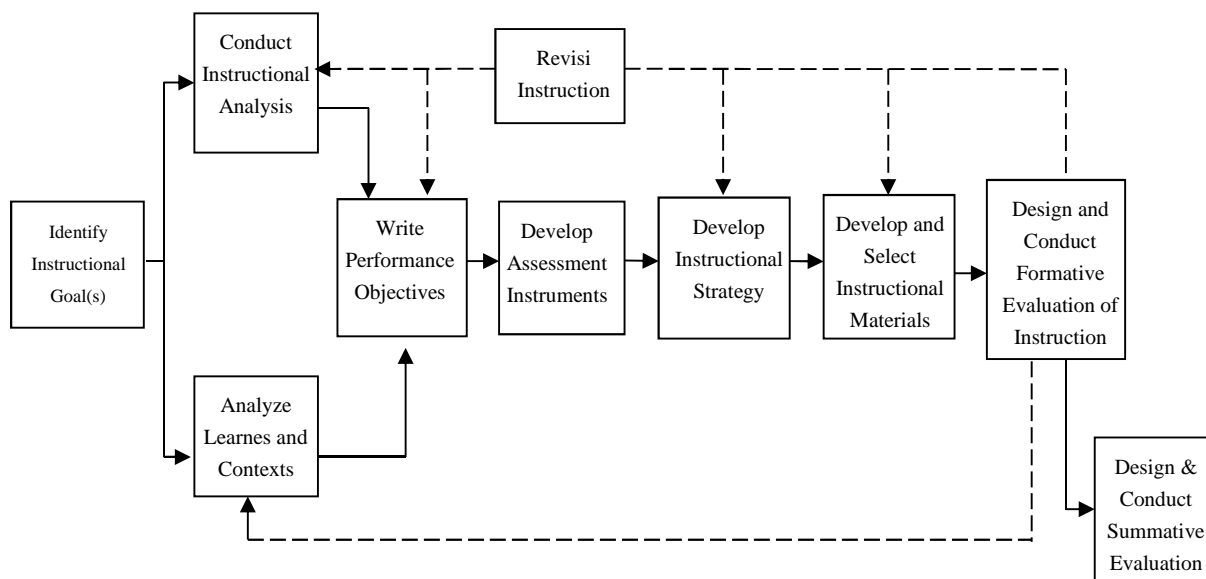 Conduct
Instructional
Analysis
Revisi
Instruction
Identify
Instructional
Goal(s)
Write
Performance
Objectives
Develop
Assessment
Instruments
Develop
Instructional
Strategy
Develop and
Select
Instructional
Materials
Design and
Conduct
Formative
Evaluation of
Instruction
Analyze
Learnes and
Contexts
Design &
Conduct
Summative
Evaluation